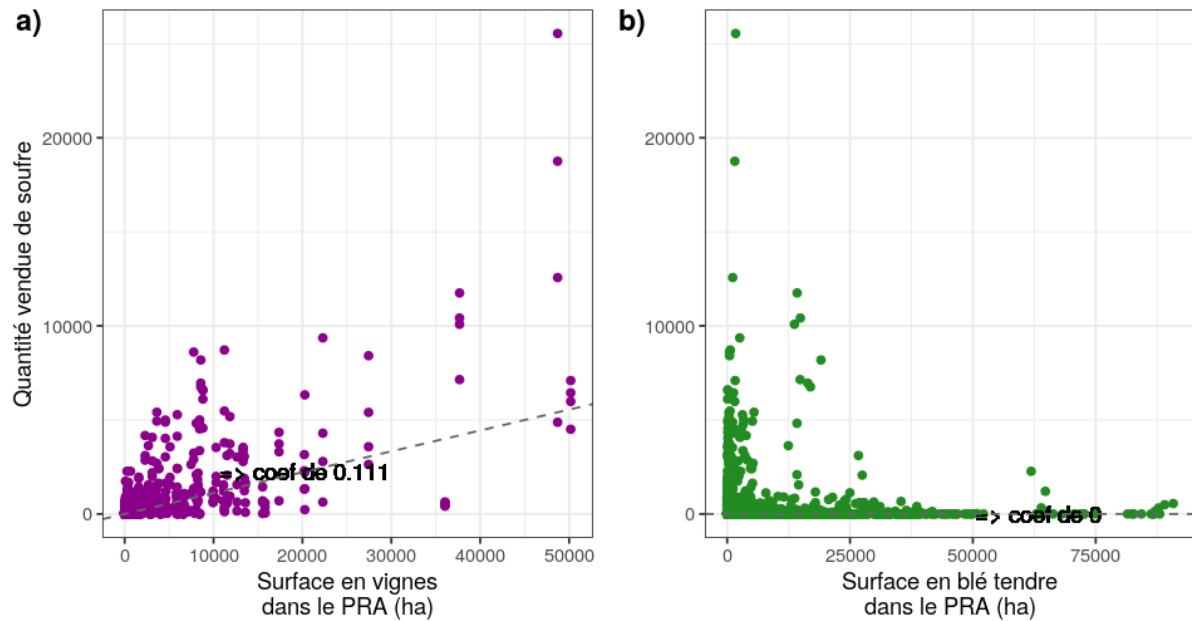 a)
Quantité vendue de soufre
20000
10000
0
=> coef de 0.111
0
10000
20000
30000
40000
50000
Surface en vignes
dans le PRA (ha)
b)
20000
10000
0
=> coef de 0
0
25000
50000
75000
Surface en blé tendre
dans le PRA (ha)